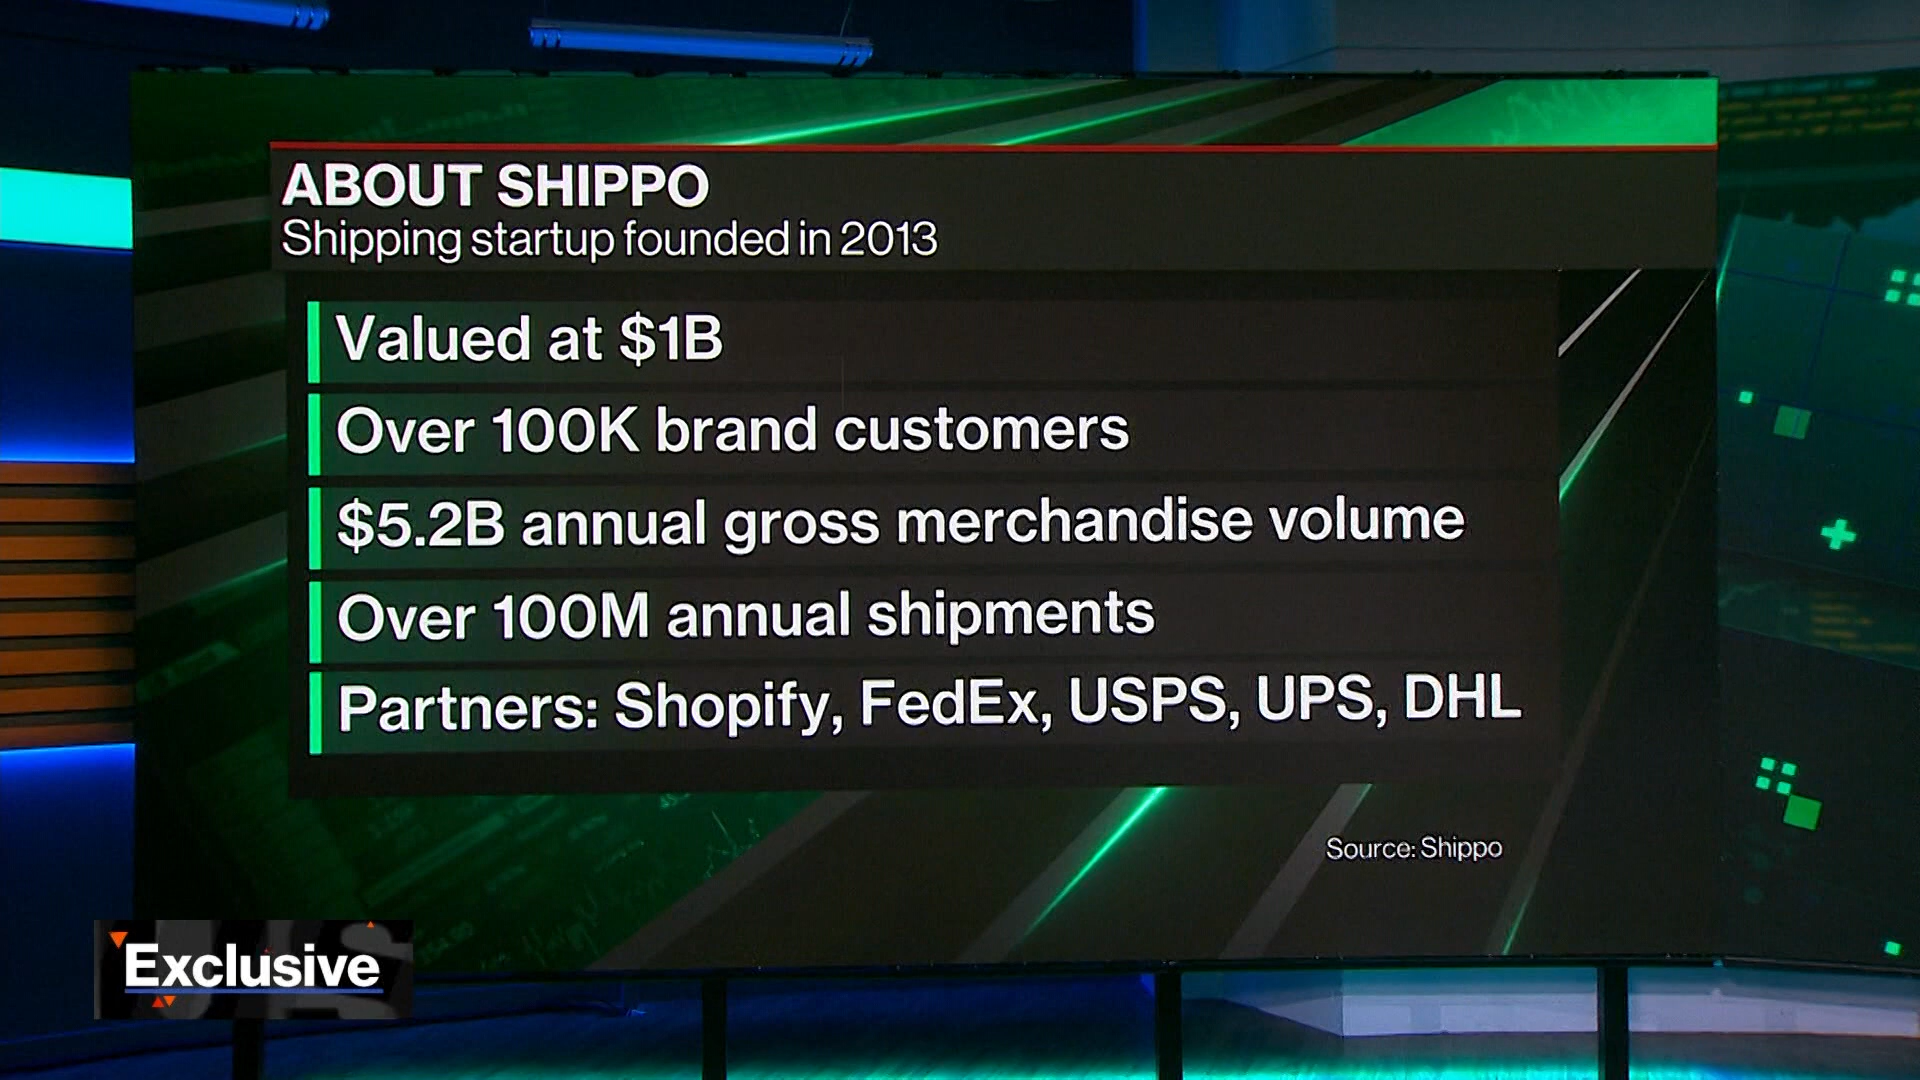 ABOUT SHIPPO
Shipping startup founded in 2013
Valued at $1B
Over 100K brand customers
$5.2B annual gross merchandise volume
Over 100M annual shipments
Partners: Shopify, FedEx, USPS, UPS, DHL
Source: Shippo
Exclusive